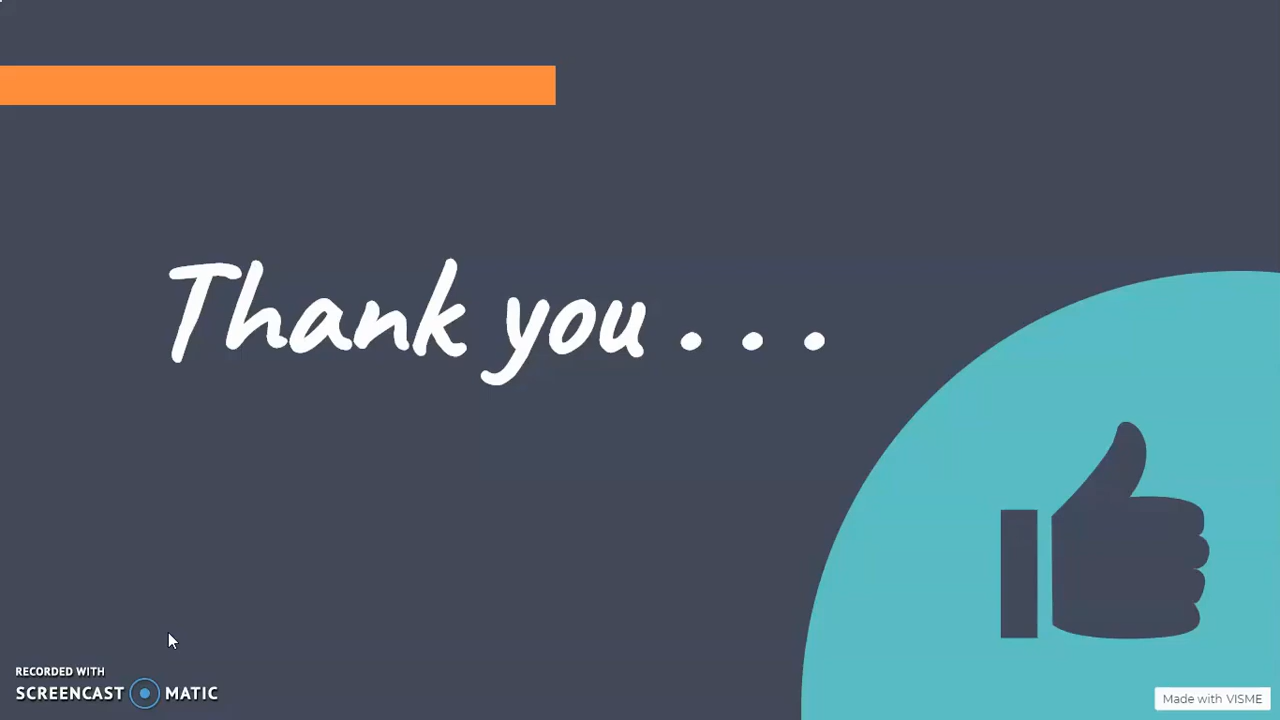 Thank you . . .
RECORDED WITH
SCREENCAST MATIC
Made with VISME